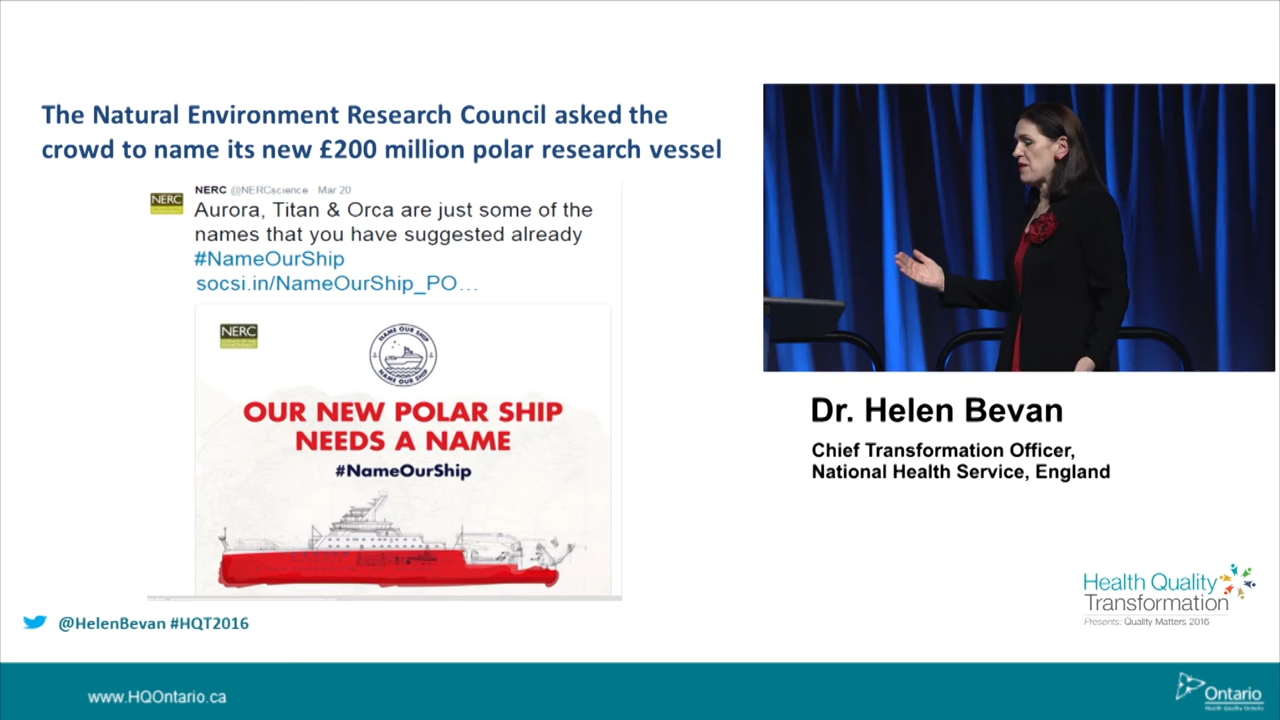 The Natural Environment Research Council asked the
crowd to name its new £200 million polar research vessel
NERC
NERC @NERCscience · Mar 20
Aurora, Titan & Orca are just some of the
names that you have suggested already
#NameOurShip
socsi.in/NameOurShip_PO…
NERC
NAME OUR SHIP
NAME OUR SHIP
OUR NEW POLAR SHIP
NEEDS A NAME
#NameOurShip
@HelenBevan #HQT2016
Dr. Helen Bevan
Chief Transformation Officer,
National Health Service, England
Health Quality
Transformation
Presents: Quality Matters 2016
www.HQOntario.ca
Ontario
Health Quality Ontario